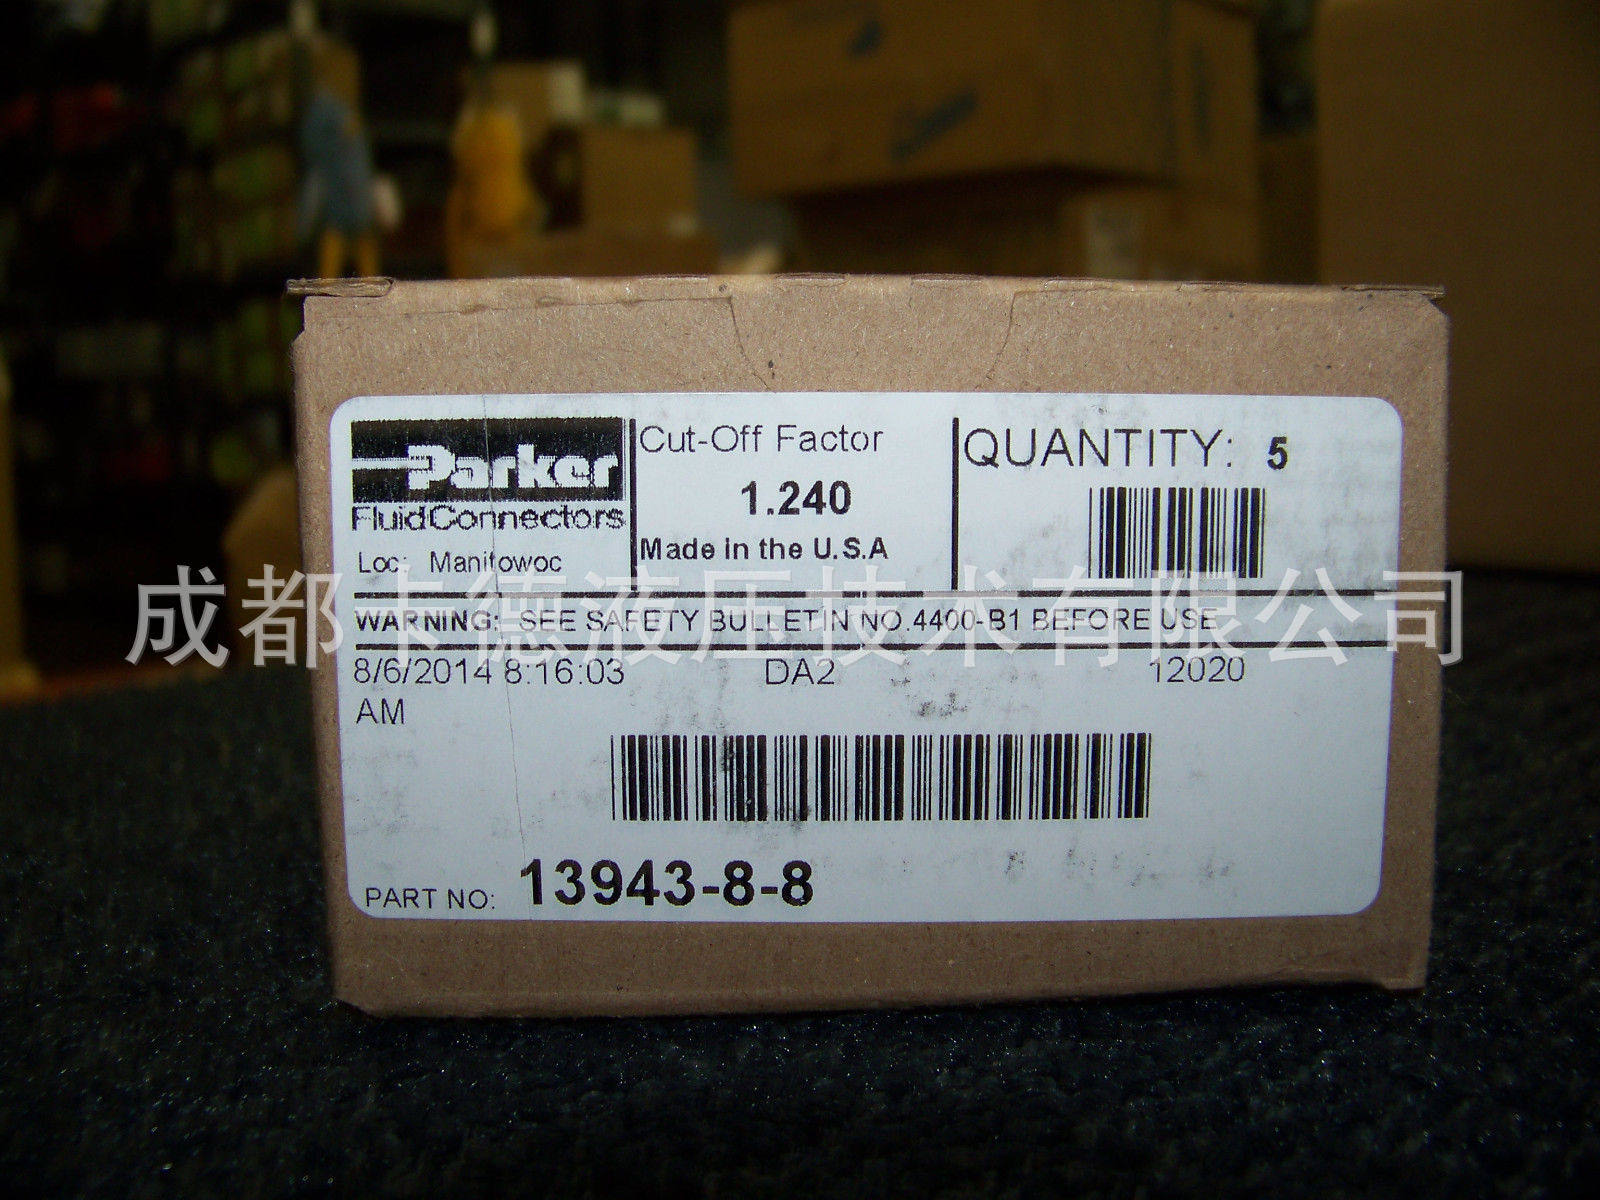 Parker
FluidConnectors
Loc: Manitowoc
Cut-Off Factor
1.240
Made in the U.S.A
QUANTITY: 5
成都卡德液压技术有限公司
WARNING: SEE SAFETY BULLETIN NO.4400-B1 BEFORE USE
8/6/2014 8:16:03 DA2 12020
AM
PART NO: 13943-8-8